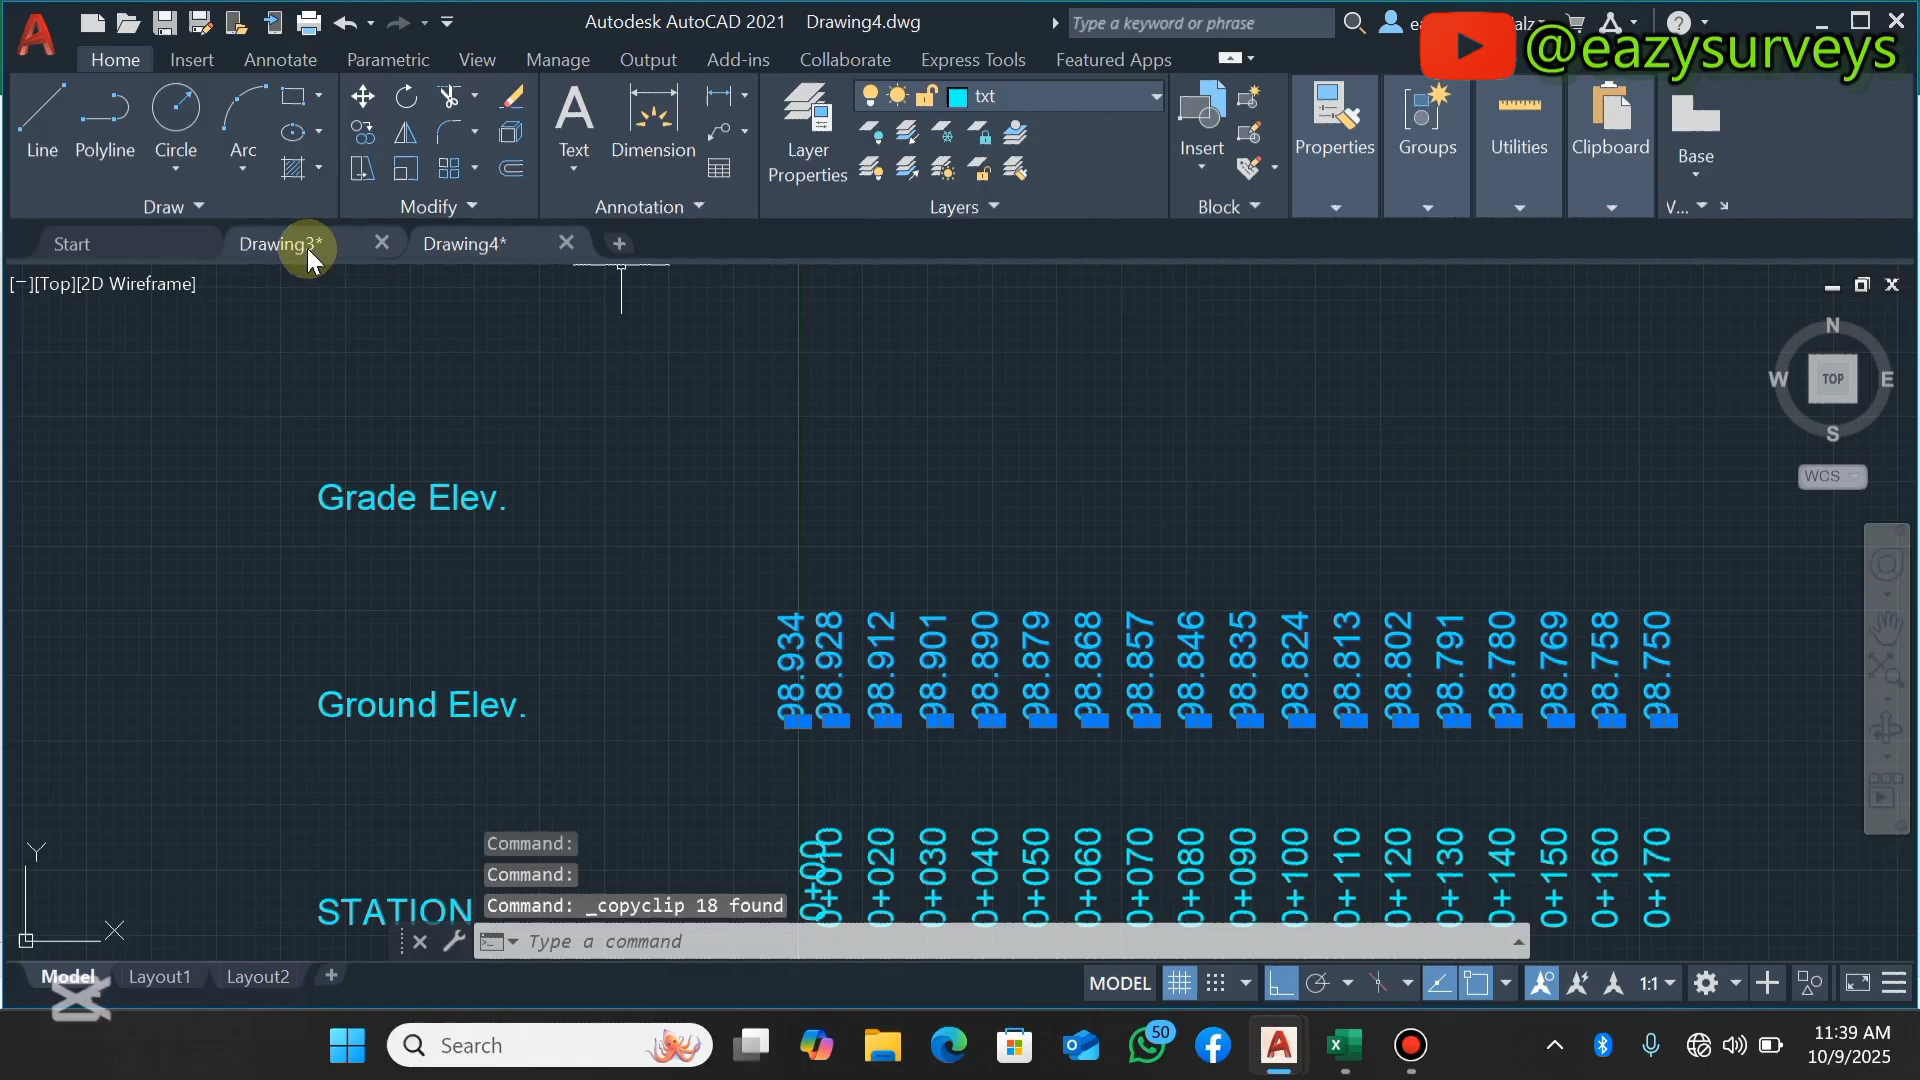 Autodesk AutoCAD 2021 Drawing4.dwg
Type a keyword or phrase
@eazysurveys
Home Insert Annotate Parametric View Manage Output Add-ins Collaborate Express Tools Featured Apps
Line Polyline Circle Arc
Text Dimension
Layer
Properties
txt
Insert
Properties Groups Utilities Clipboard Base
Draw Modify Annotation Layers Block V...
Start Drawing3* Drawing4*
[−][Top][2D Wireframe]
N
W TOP E
S
WCS
Grade Elev.
Ground Elev.
98.934 98.928 98.912 98.901 98.890 98.879 98.868 98.857 98.846 98.835 98.824 98.813 98.802 98.791 98.780 98.769 98.758 98.750
STATION
0+000 0+010 0+020 0+030 0+040 0+050 0+060 0+070 0+080 0+090 0+100 0+110 0+120 0+130 0+140 0+150 0+160 0+170
Command:
Command:
Command: _copyclip 18 found
Type a command
Y
X
Model Layout1 Layout2
MODEL 1:1
Search
50
11:39 AM
10/9/2025